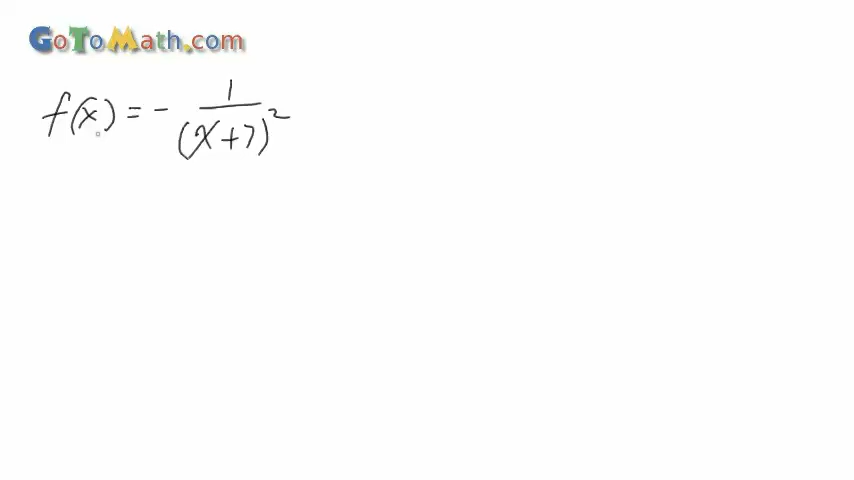 GoToMath.com
f(x) = - 1/(x+7)²